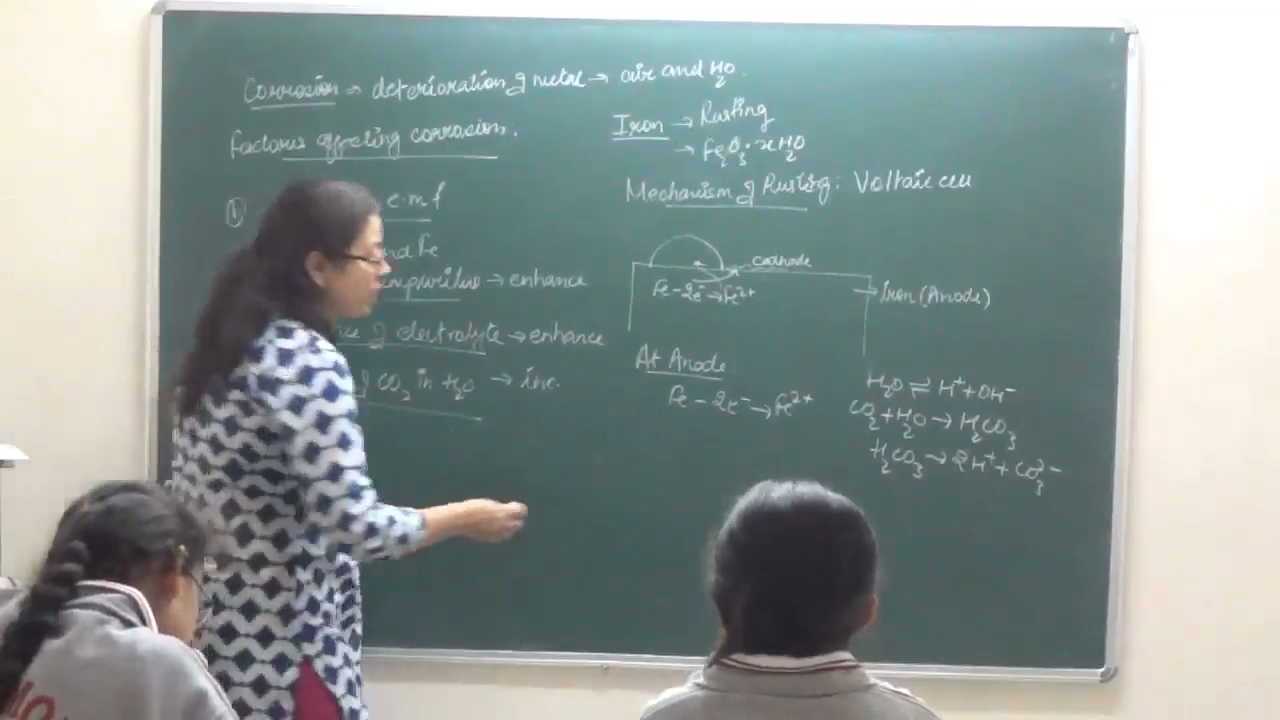 Corrosion → deterioration of metal → air and H₂O.
Factors affecting corrosion.
① e.m.f
and Fe
impurities → enhance
of electrolyte → enhance
of CO₂ in H₂O → inc.
Iron → Rusting
→ Fe₂O₃·xH₂O
Mechanism of Rusting: Voltaic cell
cathode
Fe - 2e⁻ → Fe²⁺
Iron (Anode)
At Anode
Fe - 2e⁻ → Fe²⁺
H₂O ⇌ H⁺ + OH⁻
CO₂ + H₂O → H₂CO₃
H₂CO₃ → 2H⁺ + CO₃²⁻